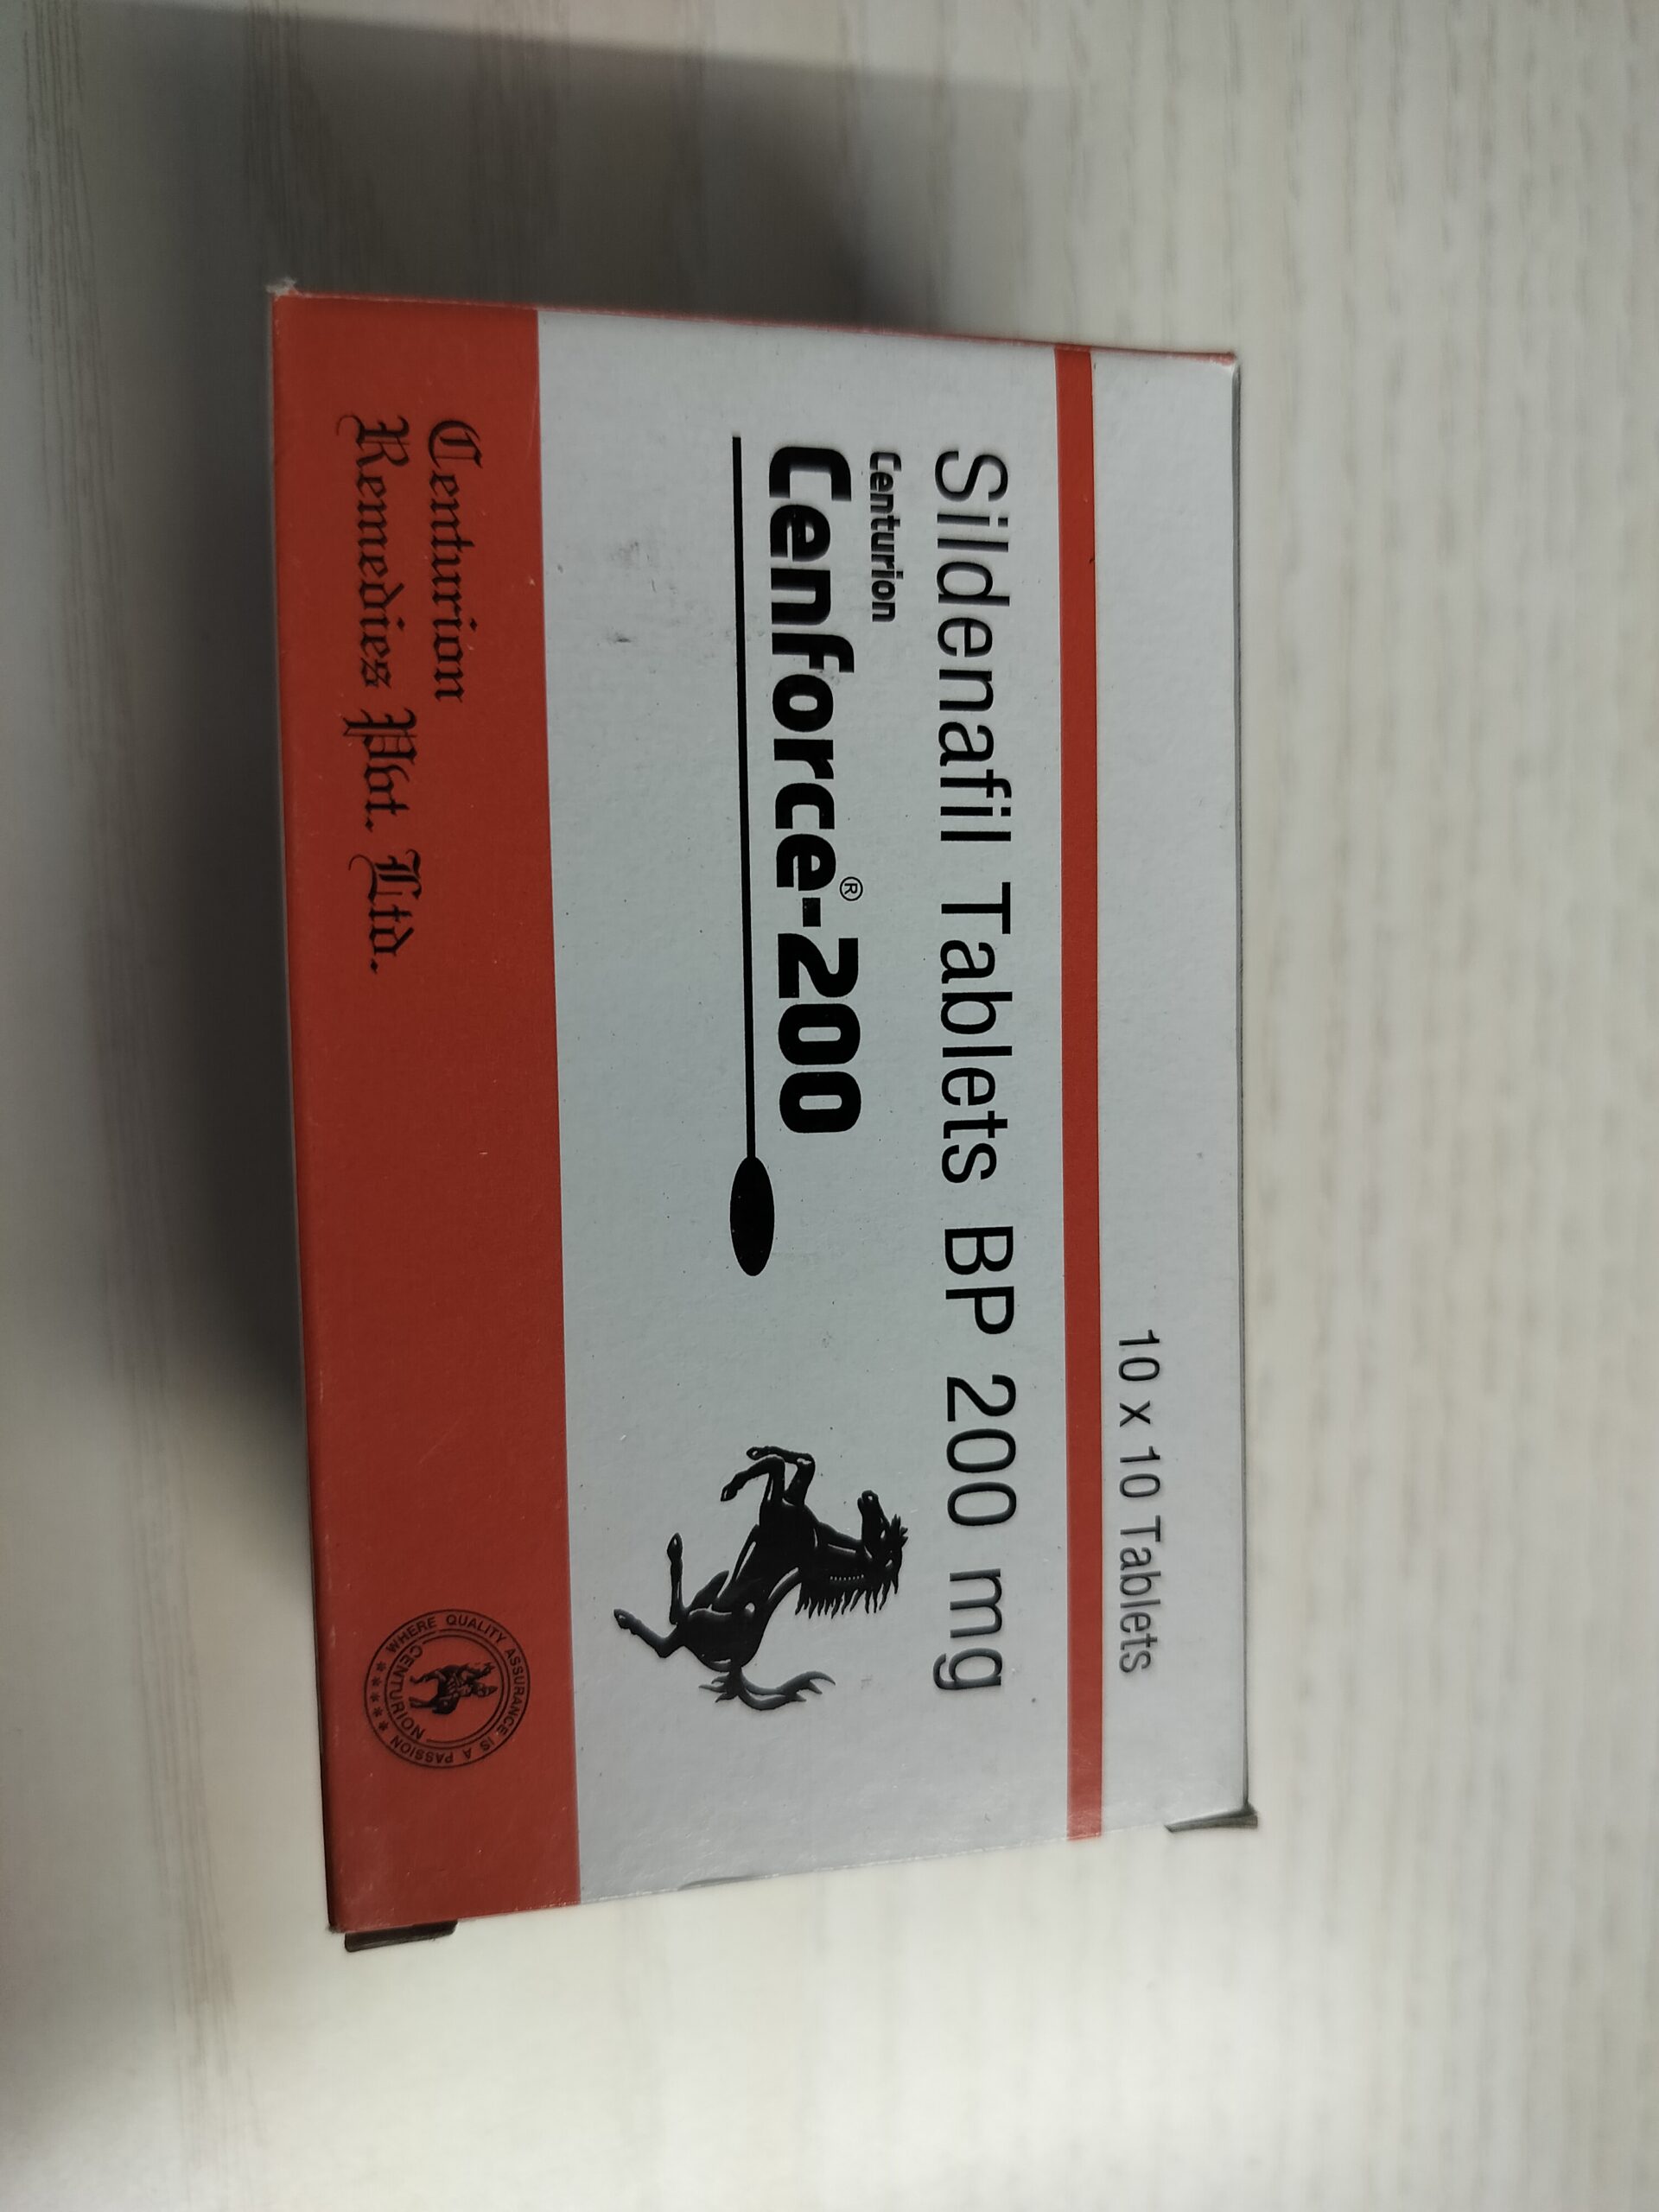 10 x 10 Tablets
Sildenafil Tablets BP 200 mg
Centurion
Cenforce®-200
Centurion
Remedies Pvt. Ltd.
WHERE QUALITY ASSURANCE IS A PASSION
CENTURION